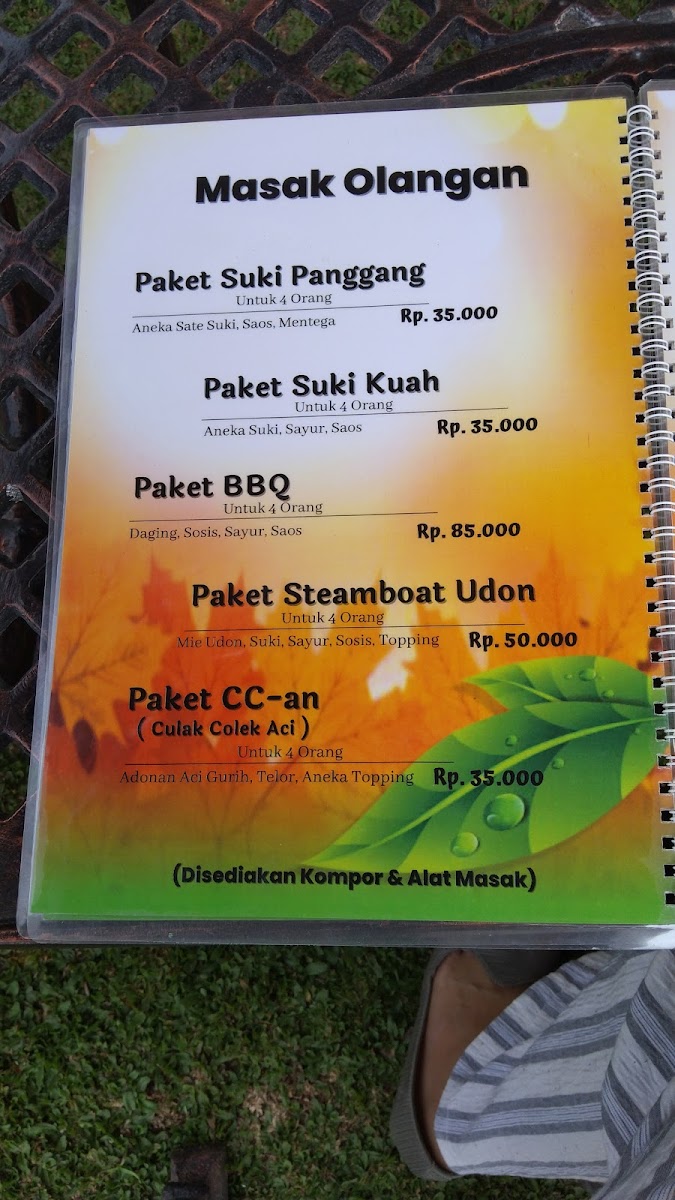 Masak Olangan
Paket Suki Panggang
Untuk 4 Orang
Aneka Sate Suki, Saos, Mentega
Rp. 35.000
Paket Suki Kuah
Untuk 4 Orang
Aneka Suki, Sayur, Saos
Rp. 35.000
Paket BBQ
Untuk 4 Orang
Daging, Sosis, Sayur, Saos
Rp. 85.000
Paket Steamboat Udon
Untuk 4 Orang
Mie Udon, Suki, Sayur, Sosis, Topping
Rp. 50.000
Paket CC-an
( Culak Colek Aci )
Untuk 4 Orang
Adonan Aci Gurih, Telor, Aneka Topping
Rp. 35.000
(Disediakan Kompor & Alat Masak)